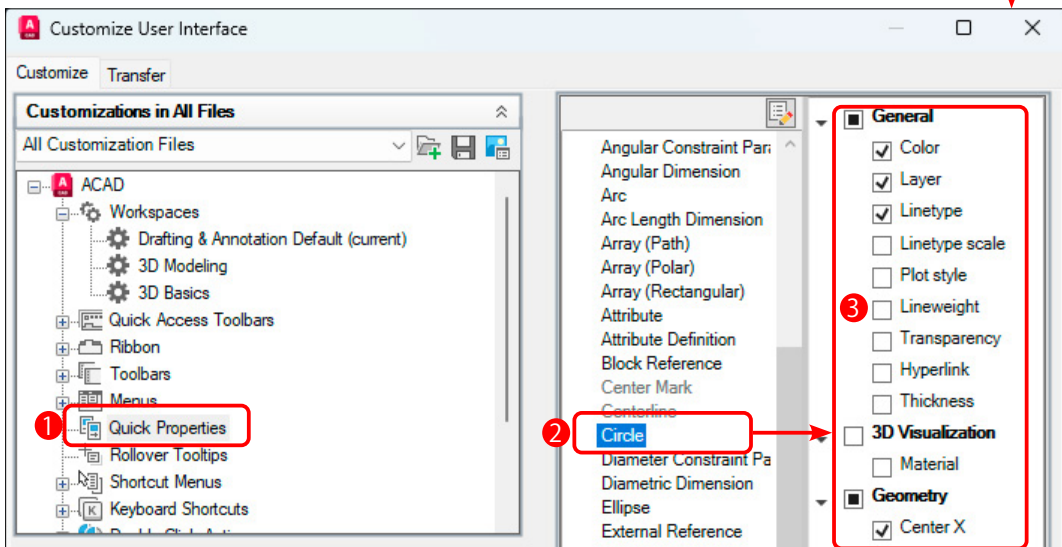 Customize User Interface
Customize
Transfer
Customizations in All Files
All Customization Files
ACAD
Workspaces
Drafting & Annotation Default (current)
3D Modeling
3D Basics
Quick Access Toolbars
Ribbon
Toolbars
Menus
1
Quick Properties
Rollover Tooltips
Shortcut Menus
Keyboard Shortcuts
Angular Constraint Par
Angular Dimension
Arc
Arc Length Dimension
Array (Path)
Array (Polar)
Array (Rectangular)
Attribute
Attribute Definition
Block Reference
Center Mark
Centerline
2
Circle
Diameter Constraint Pa
Diametric Dimension
Ellipse
External Reference
General
Color
Layer
Linetype
Linetype scale
Plot style
3
Lineweight
Transparency
Hyperlink
Thickness
3D Visualization
Material
Geometry
Center X